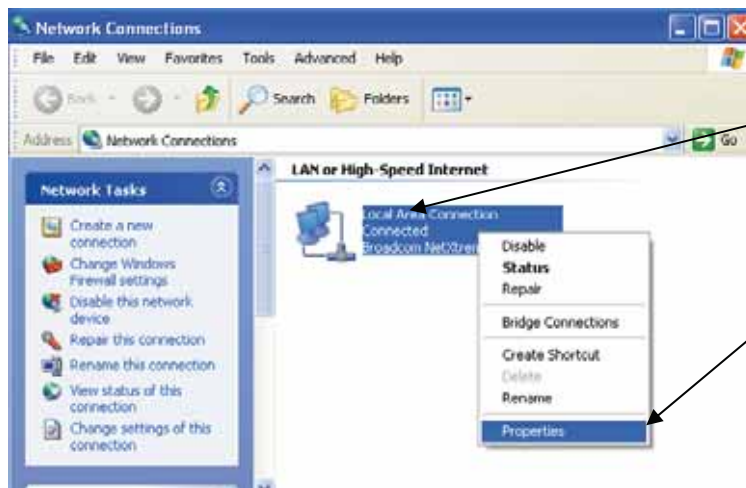 Network Connections
File Edit View Favorites Tools Advanced Help
Back Search Folders
Address Network Connections Go
Network Tasks
Create a new
connection
Change Windows
Firewall settings
Disable this network
device
Repair this connection
Rename this connection
View status of this
connection
Change settings of this
connection
LAN or High-Speed Internet
Local Area Connection
Connected
Broadcom NetXtrem
Disable
Status
Repair
Bridge Connections
Create Shortcut
Delete
Rename
Properties